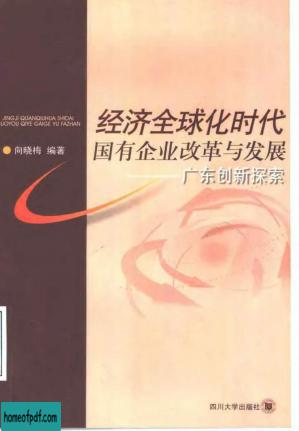 JINGJI QUANQIUHUA SHIDAI
GUOYOU QIYE GAIGE YU FAZHAN
经济全球化时代
向晓梅 编著
国有企业改革与发展
——广东创新探索
四川大学出版社
homeofpdf.com